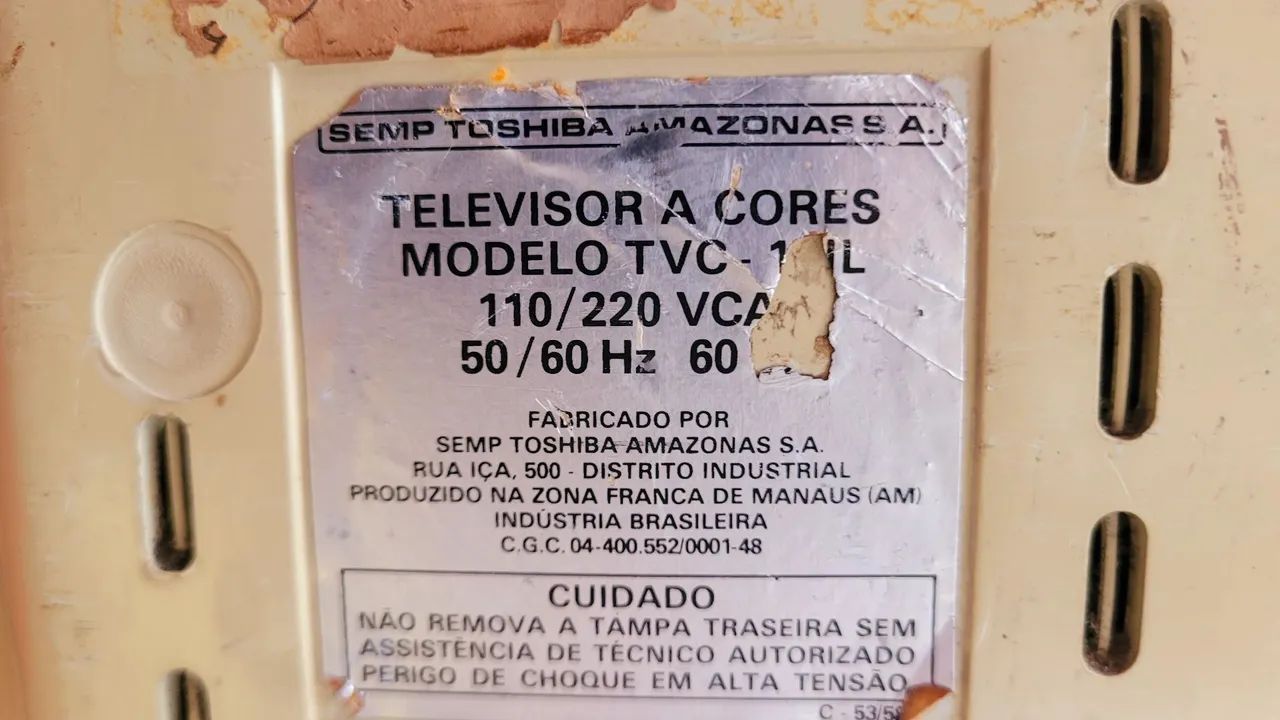 SEMP TOSHIBA AMAZONAS S.A.
TELEVISOR A CORES
MODELO TVC -
110/220 VCA
50/60 Hz 60
FABRICADO POR
SEMP TOSHIBA AMAZONAS S.A.
RUA IÇA, 500 - DISTRITO INDUSTRIAL
PRODUZIDO NA ZONA FRANCA DE MANAUS (AM)
INDÚSTRIA BRASILEIRA
C.G.C. 04-400.552/0001-48
CUIDADO
NÃO REMOVA A TAMPA TRASEIRA SEM
ASSISTÊNCIA DE TÉCNICO AUTORIZADO
PERIGO DE CHOQUE EM ALTA TENSÃO
C -